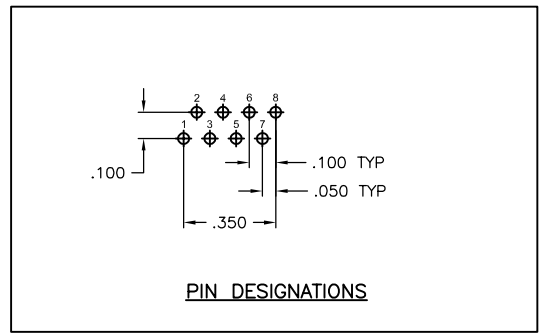 2 4 6 8
1 3 5 7
.100 TYP
.100
.050 TYP
.350
PIN DESIGNATIONS